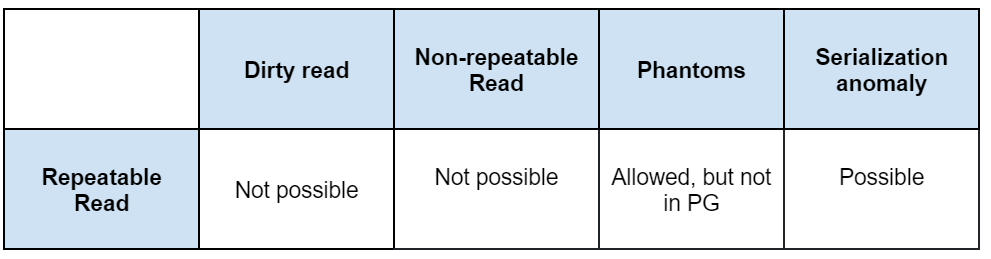 Dirty read
Non-repeatable
Read
Phantoms
Serialization
anomaly
Repeatable
Read
Not possible
Not possible
Allowed, but not
in PG
Possible